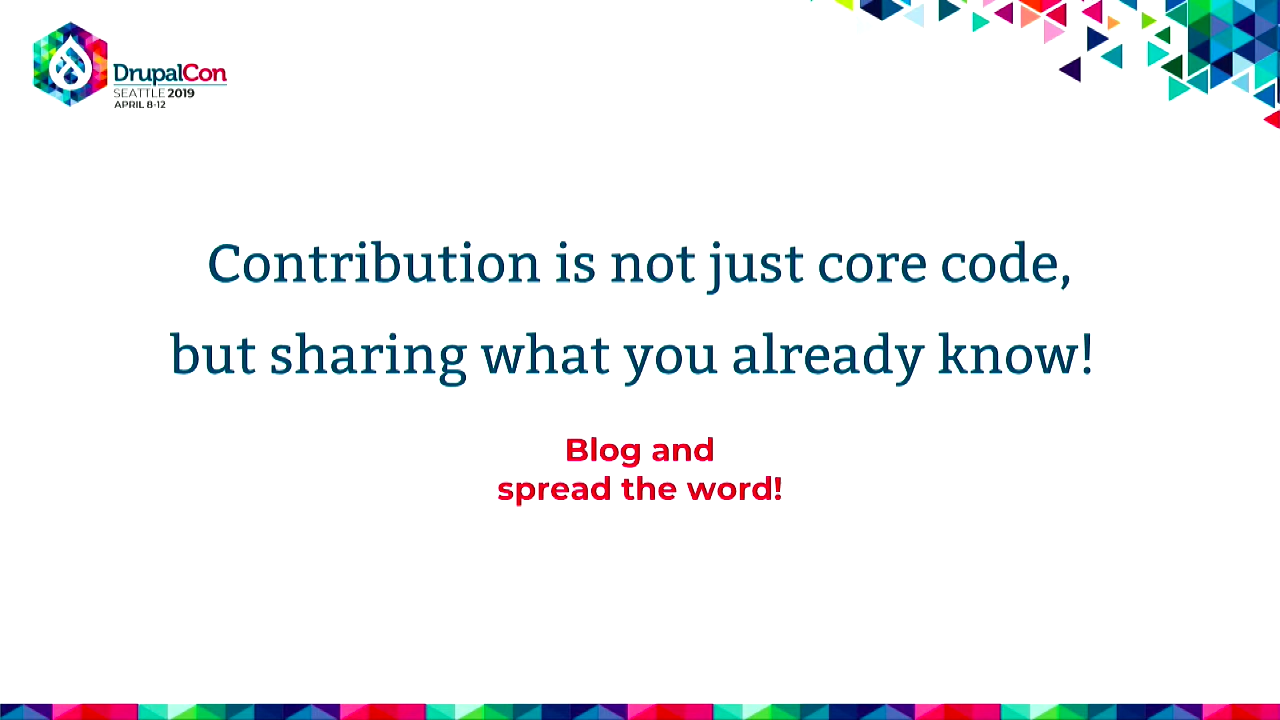 DrupalCon
SEATTLE 2019
APRIL 8-12
Contribution is not just core code,
but sharing what you already know!
Blog and
spread the word!